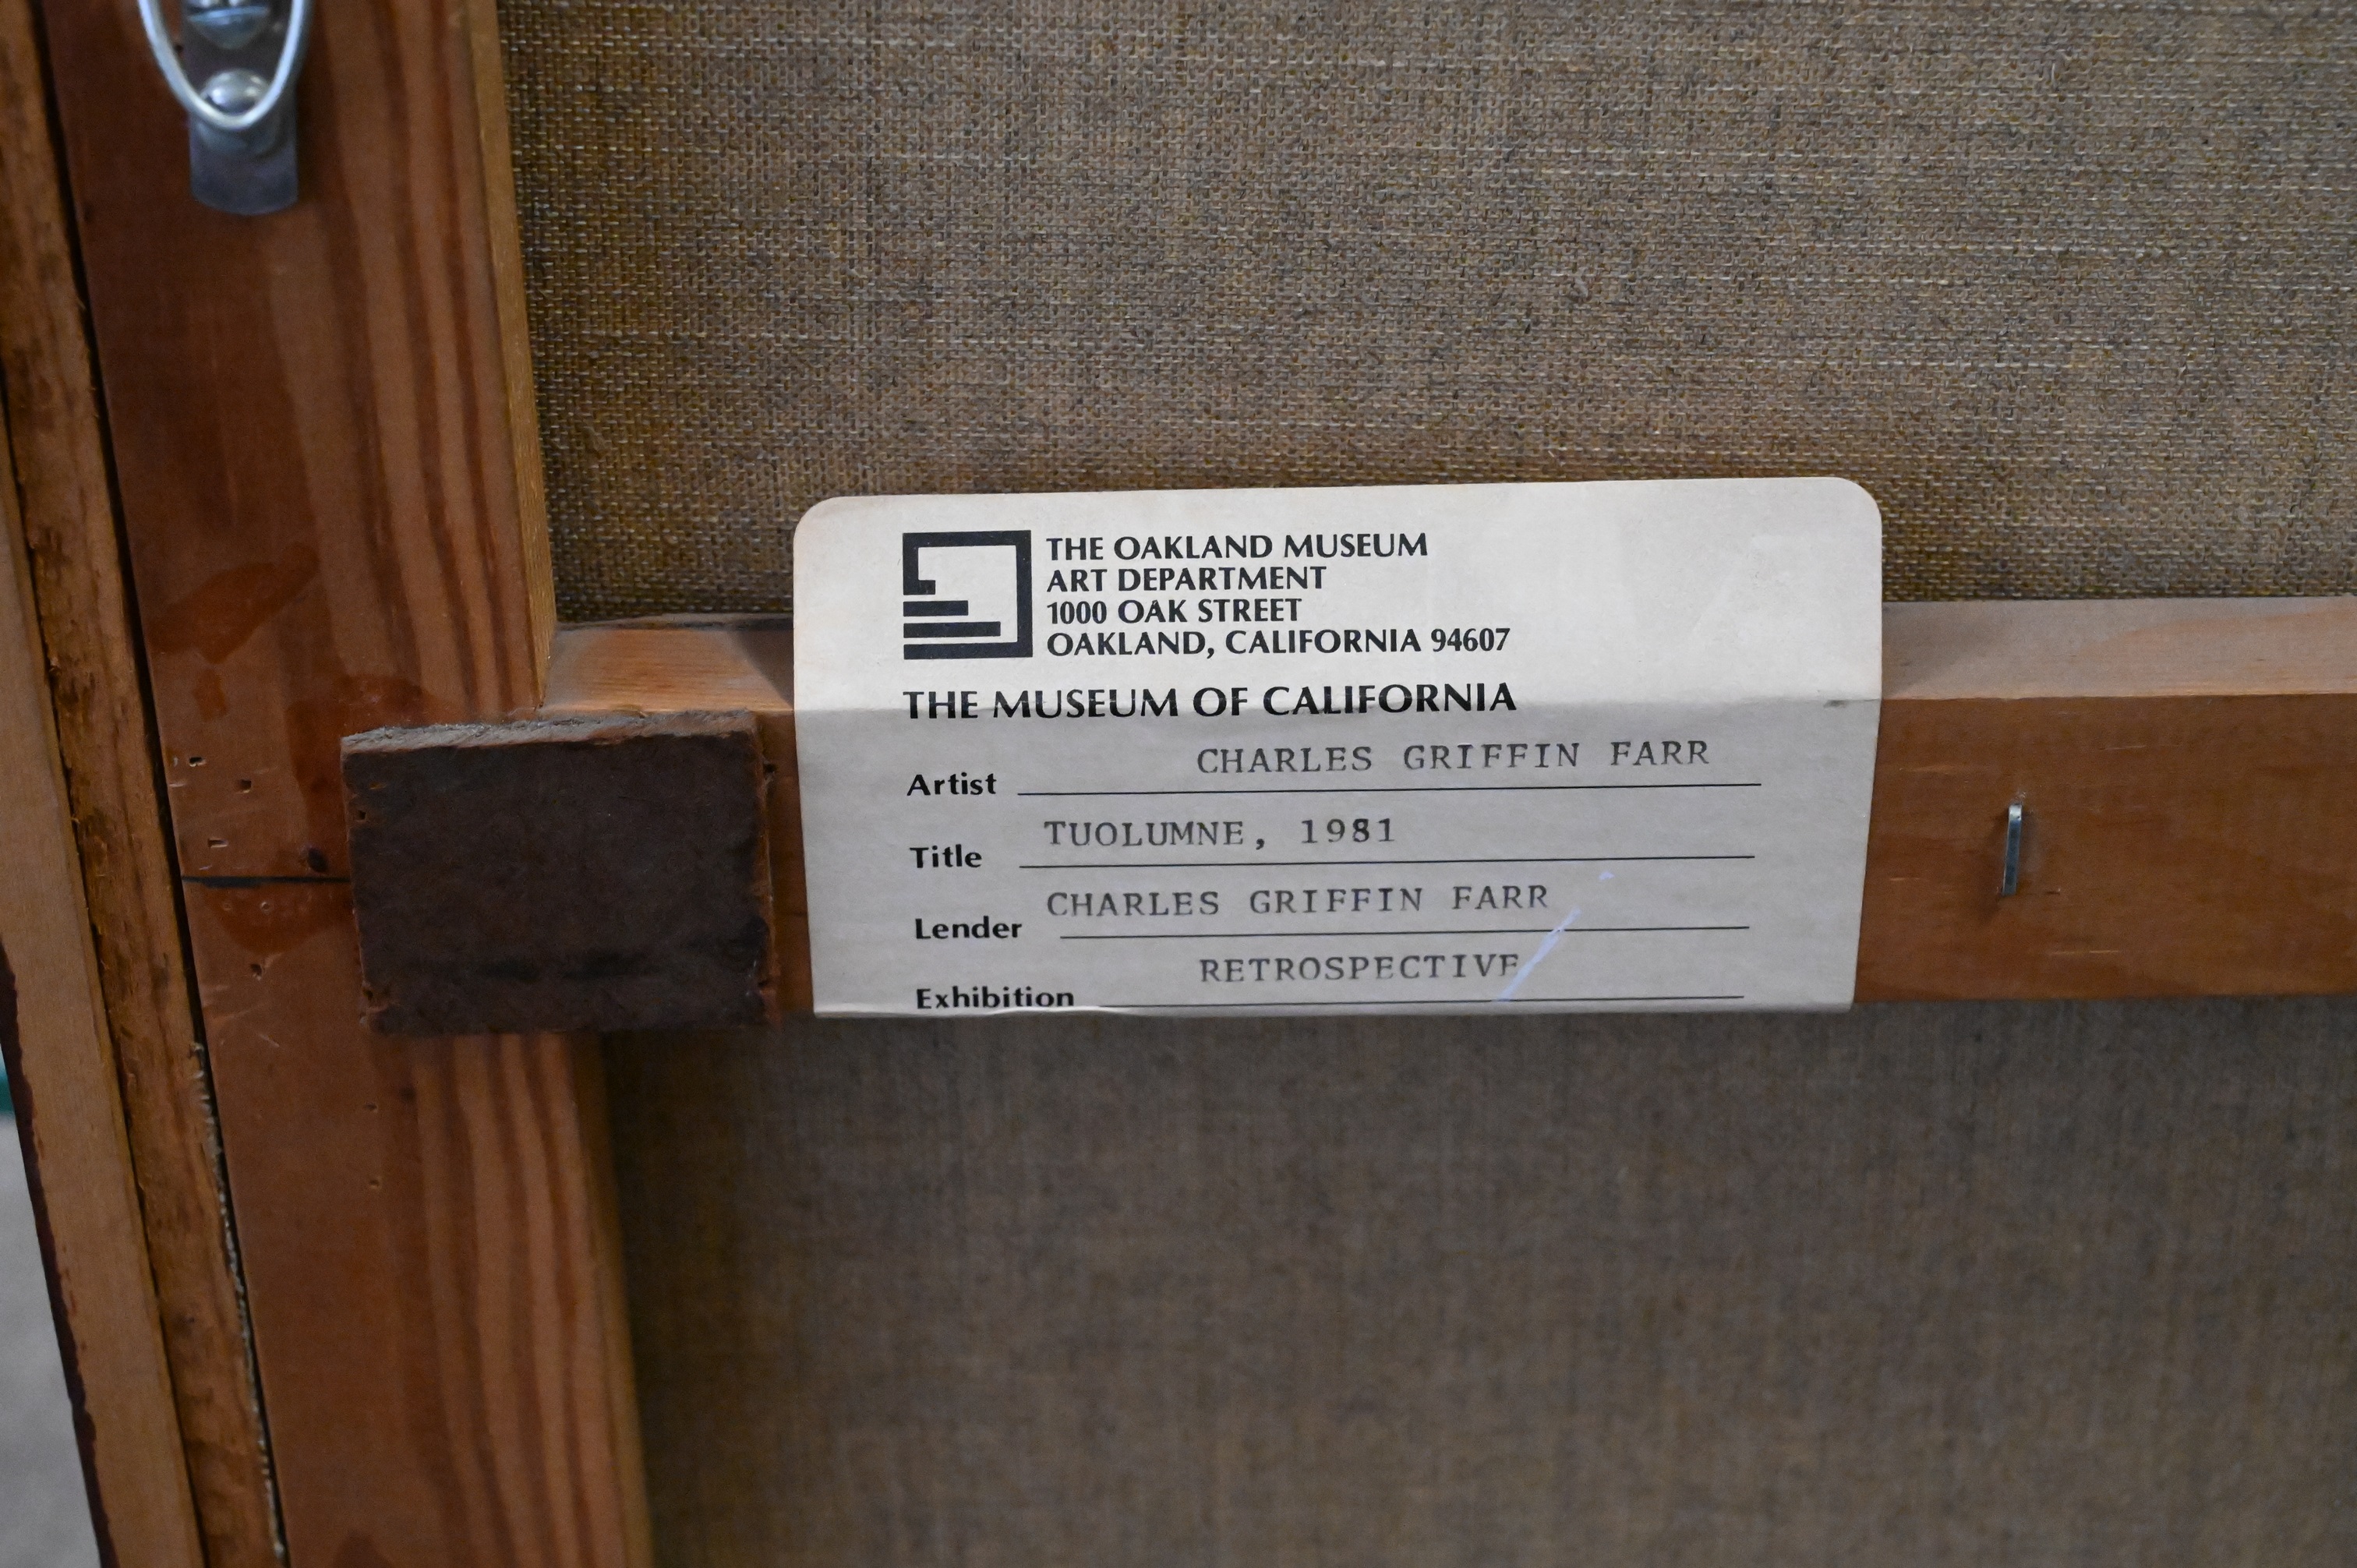 THE OAKLAND MUSEUM
ART DEPARTMENT
1000 OAK STREET
OAKLAND, CALIFORNIA 94607
THE MUSEUM OF CALIFORNIA
Artist CHARLES GRIFFIN FARR
Title TUOLUMNE, 1981
Lender CHARLES GRIFFIN FARR
Exhibition RETROSPECTIVE